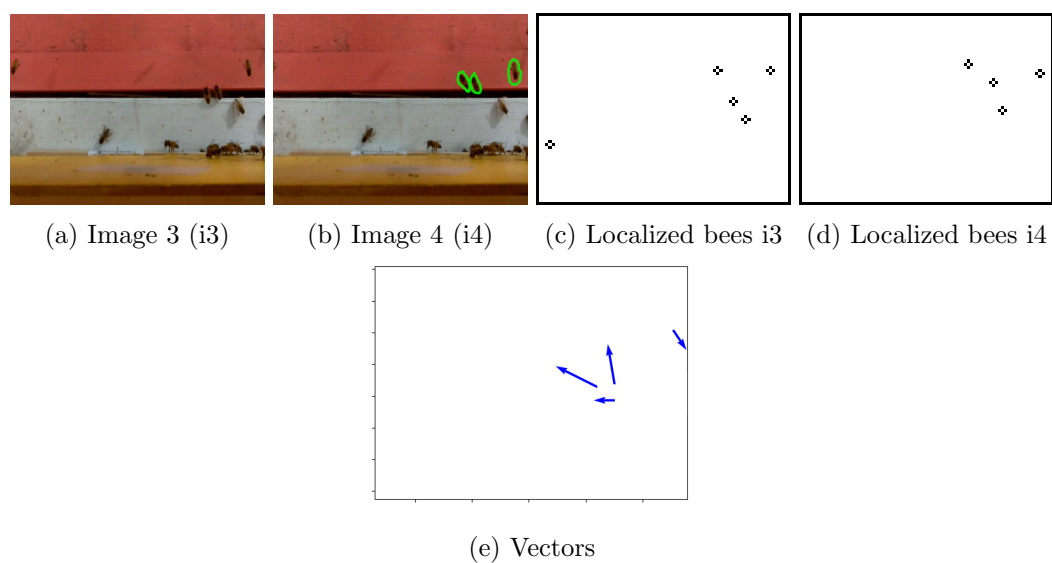 (a) Image 3 (i3)
(b) Image 4 (i4)
(c) Localized bees i3
(d) Localized bees i4
(e) Vectors